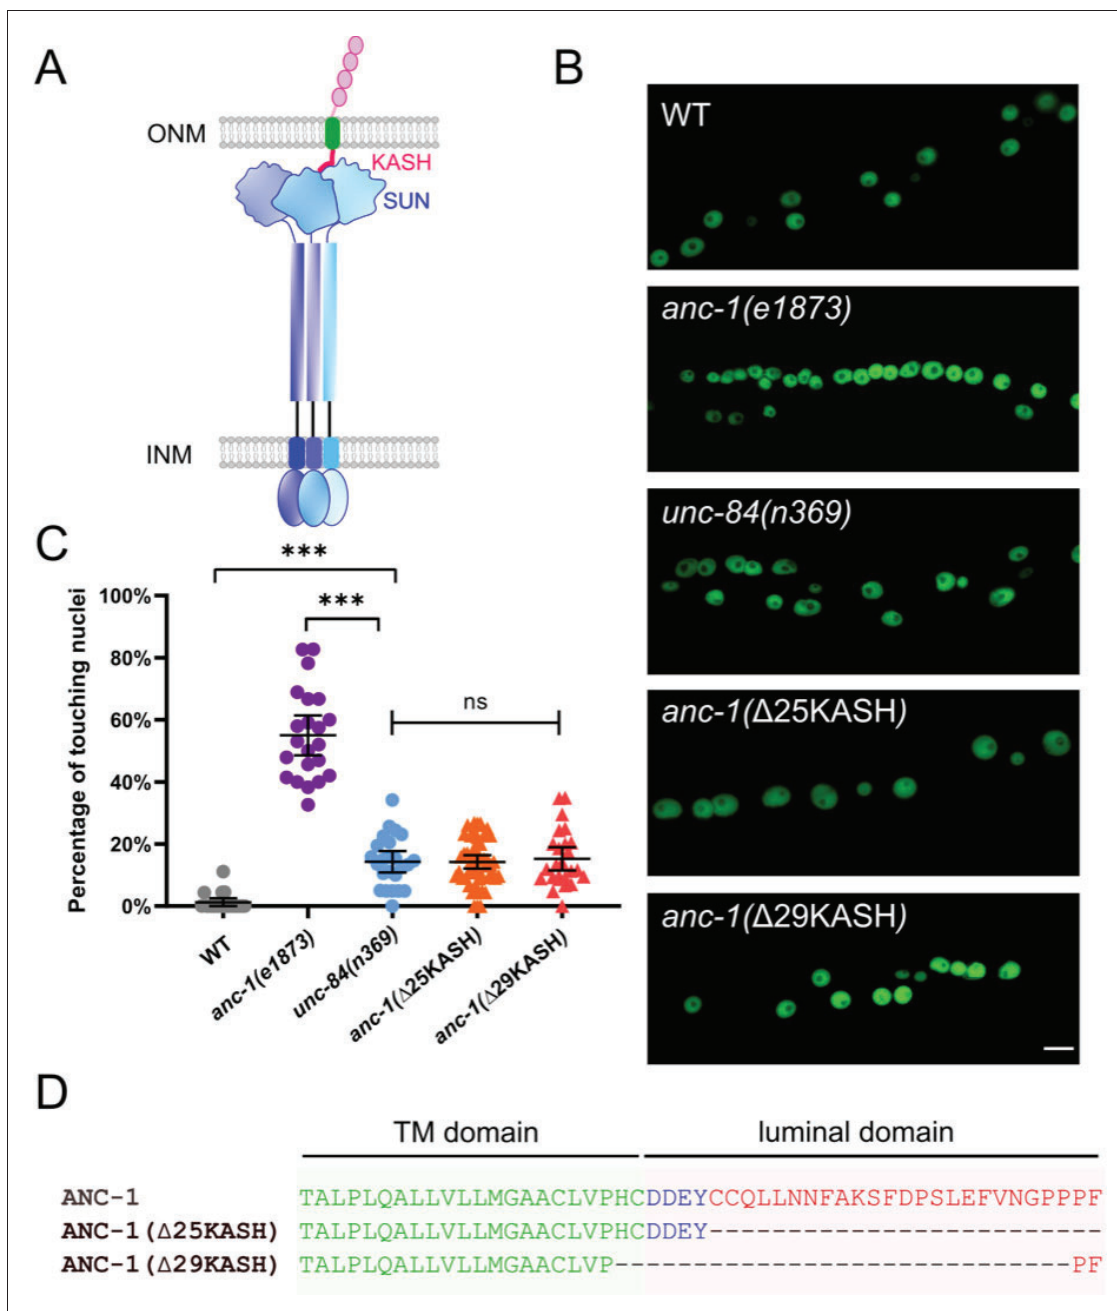 A
ONM
KASH
SUN
INM
B
WT
anc-1(e1873)
unc-84(n369)
anc-1(Δ25KASH)
anc-1(Δ29KASH)
C
***
***
ns
Percentage of touching nuclei
100%
80%
60%
40%
20%
0%
WT
anc-1(e1873)
unc-84(n369)
anc-1(Δ25KASH)
anc-1(Δ29KASH)
D
TM domain luminal domain
ANC-1 TALPLQALLVLLMGAACLVPHCDDEYCCQLLNNFAKSFDPSLEFVNGPPPF
ANC-1(Δ25KASH) TALPLQALLVLLMGAACLVPHCDDEY-------------------------
ANC-1(Δ29KASH) TALPLQALLVLLMGAACLVP-----------------------------PF